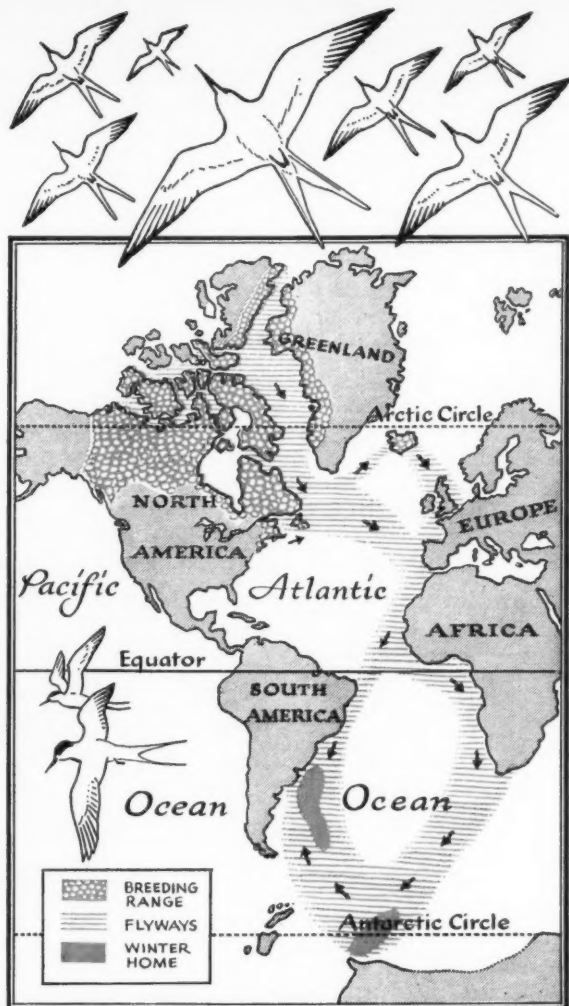 GREENLAND
Arctic Circle
NORTH
AMERICA
EUROPE
Pacific
Atlantic
AFRICA
Equator
SOUTH
AMERICA
Ocean
Ocean
BREEDING
RANGE
FLYWAYS
WINTER
HOME
Antarctic Circle